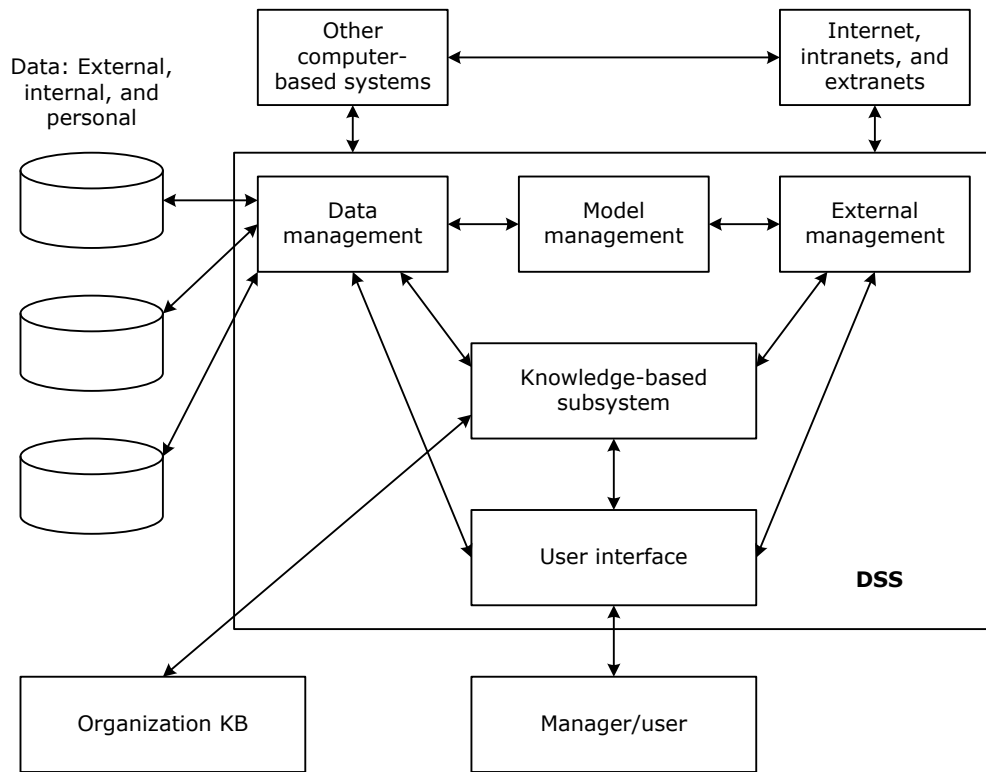 Other
computer-
based systems
Internet,
intranets, and
extranets
Data: External,
internal, and
personal
Data
management
Model
management
External
management
Knowledge-based
subsystem
User interface
DSS
Organization KB
Manager/user